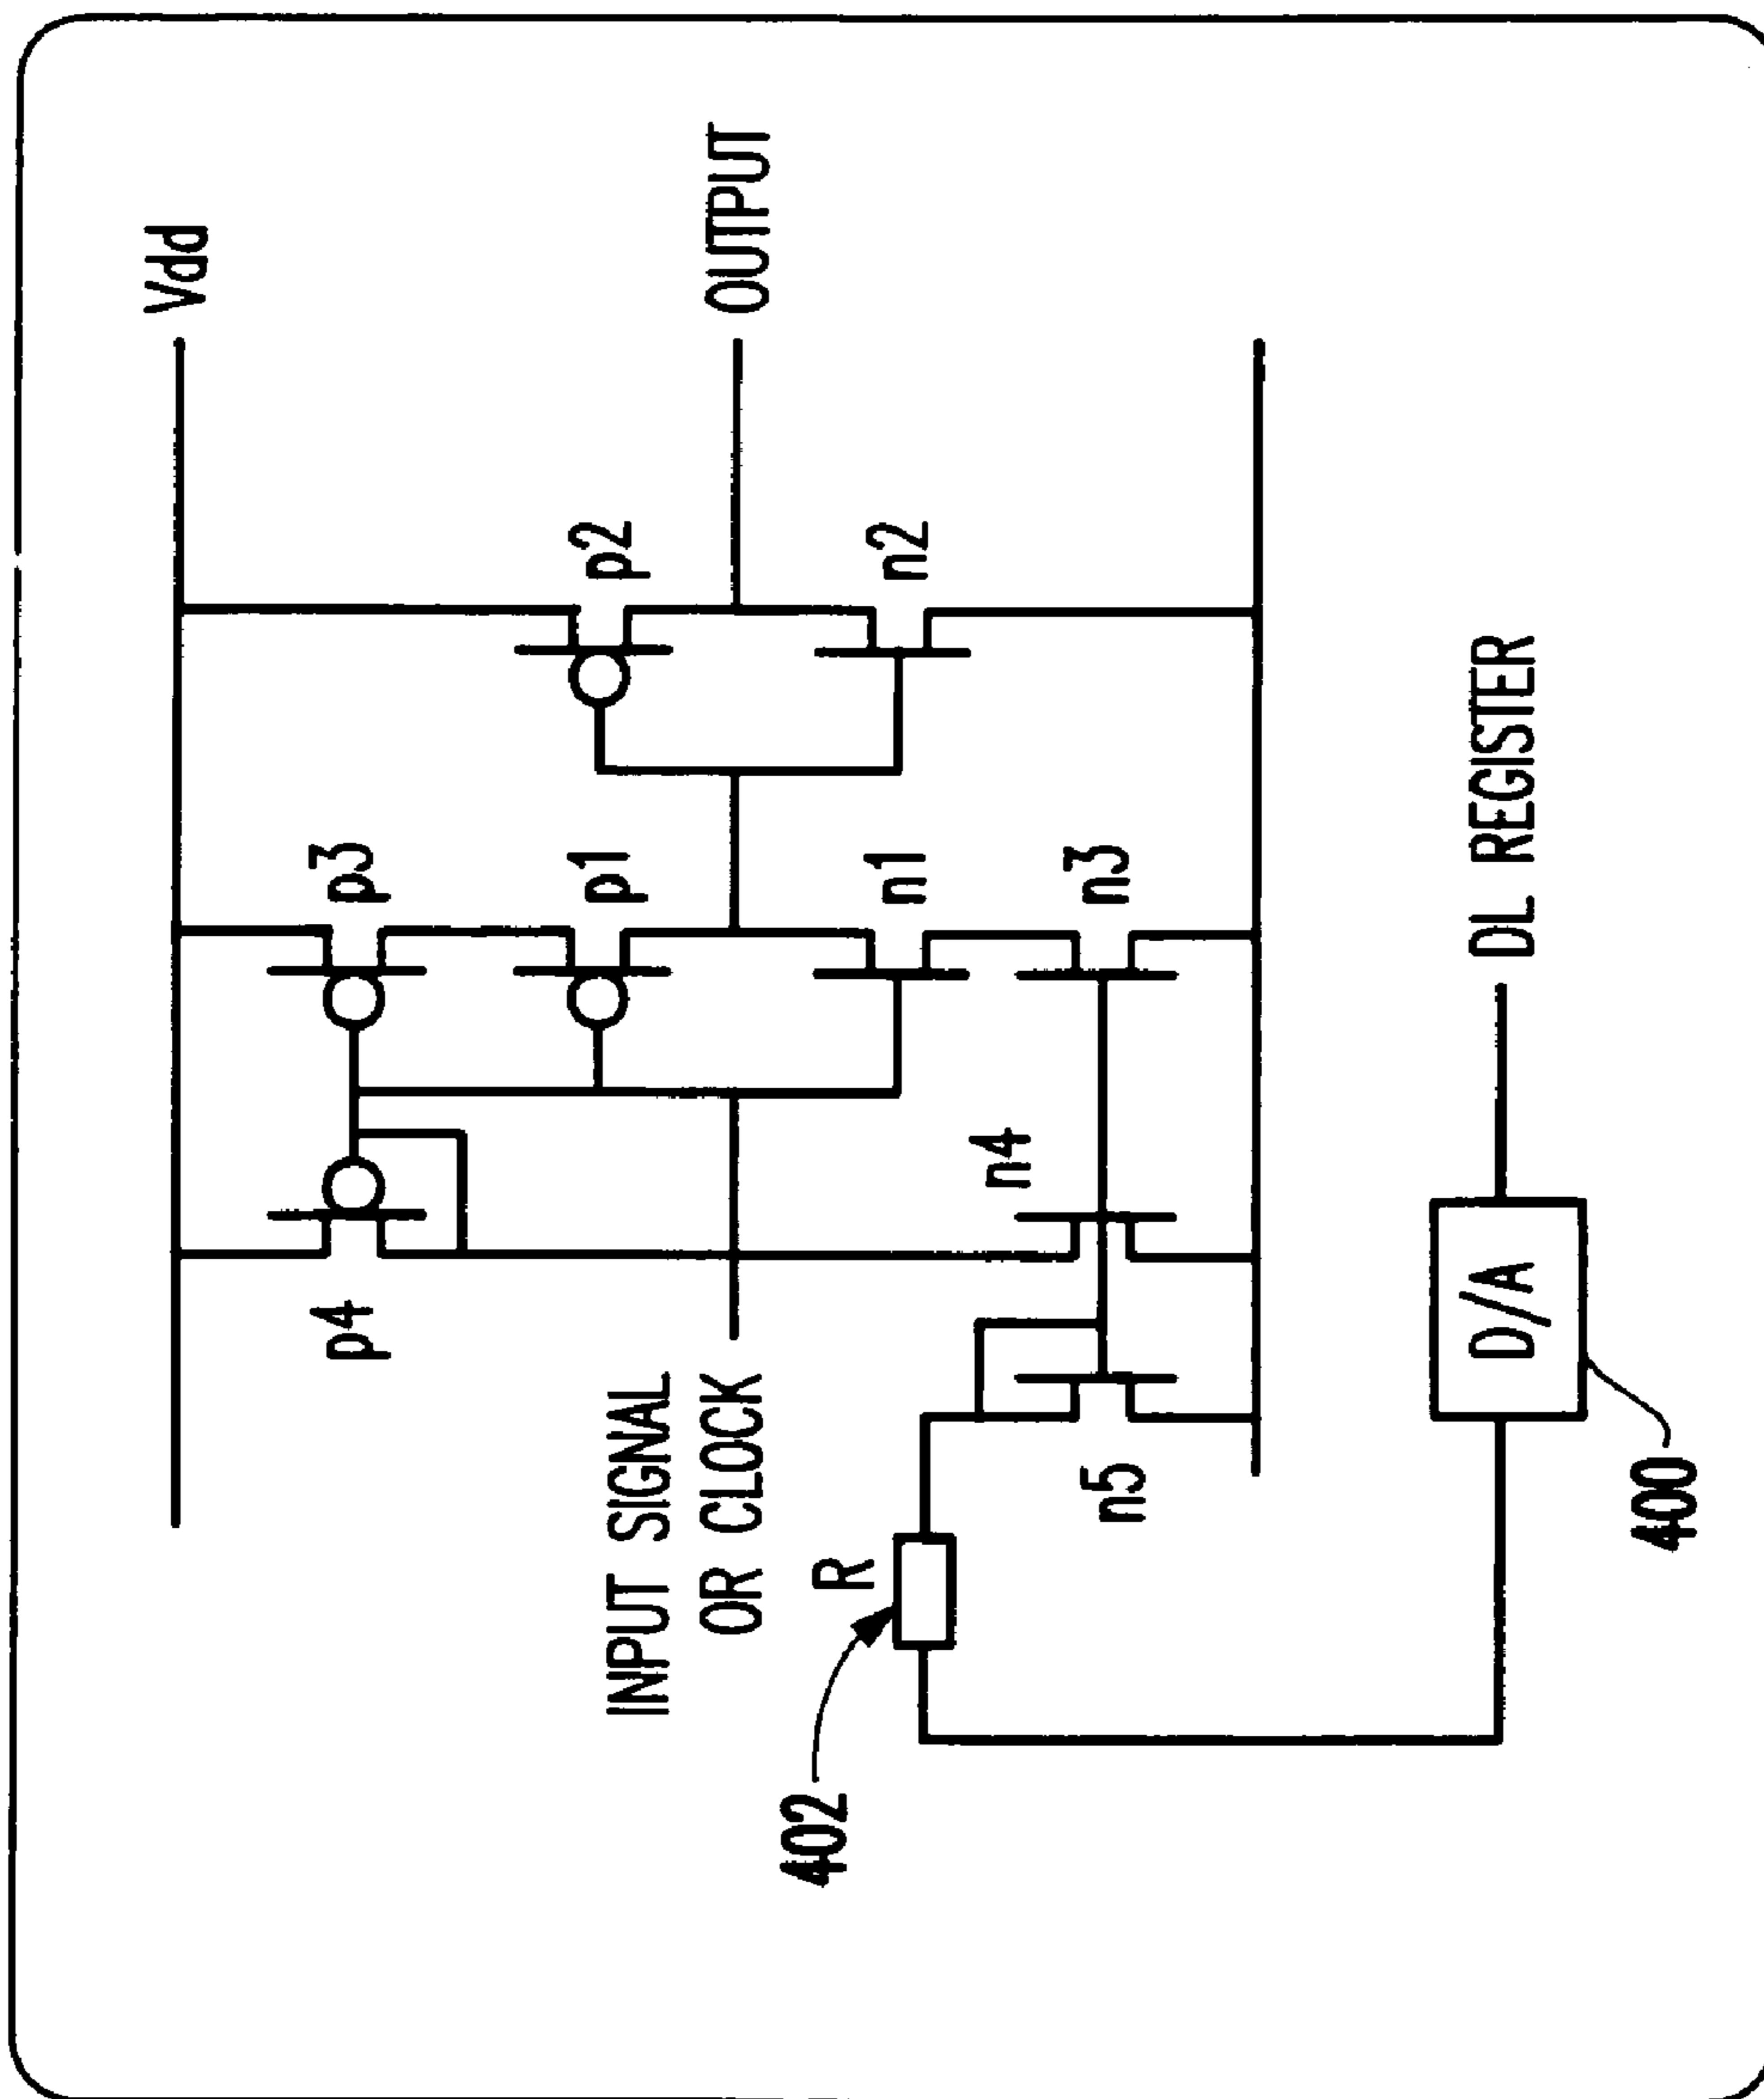 Vdd
p4
p3
p1
p2
OUTPUT
INPUT SIGNAL
OR CLOCK
n1
n2
R
402
n4
n3
n5
D/A
DL REGISTER
400